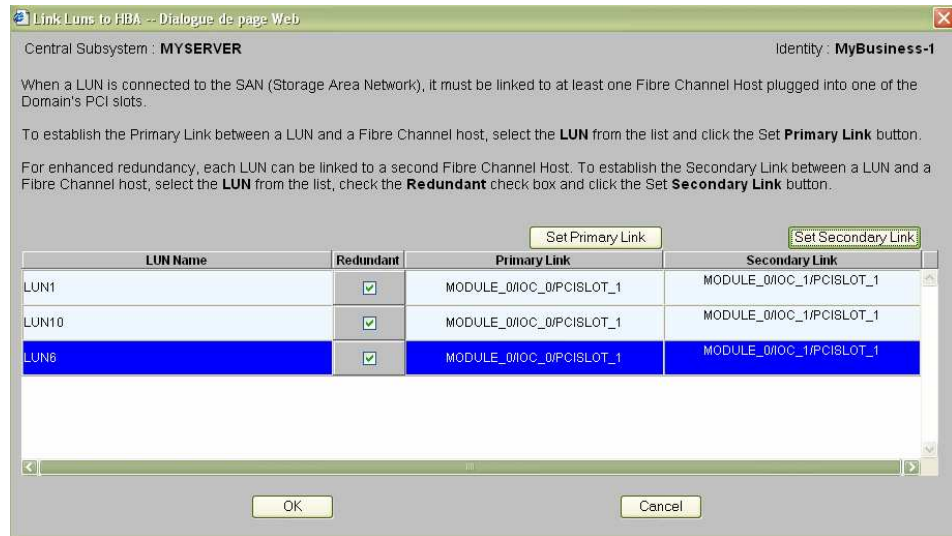 Link Luns to HBA -- Dialogue de page Web
Central Subsystem : MYSERVER Identity : MyBusiness-1
When a LUN is connected to the SAN (Storage Area Network), it must be linked to at least one Fibre Channel Host plugged into one of the
Domain's PCI slots.
To establish the Primary Link between a LUN and a Fibre Channel host, select the LUN from the list and click the Set Primary Link button.
For enhanced redundancy, each LUN can be linked to a second Fibre Channel Host. To establish the Secondary Link between a LUN and a
Fibre Channel host, select the LUN from the list, check the Redundant check box and click the Set Secondary Link button.
Set Primary Link Set Secondary Link
LUN Name Redundant Primary Link Secondary Link
LUN1 MODULE_0/IOC_0/PCISLOT_1 MODULE_0/IOC_1/PCISLOT_1
LUN10 MODULE_0/IOC_0/PCISLOT_1 MODULE_0/IOC_1/PCISLOT_1
LUN6 MODULE_0/IOC_0/PCISLOT_1 MODULE_0/IOC_1/PCISLOT_1
OK Cancel